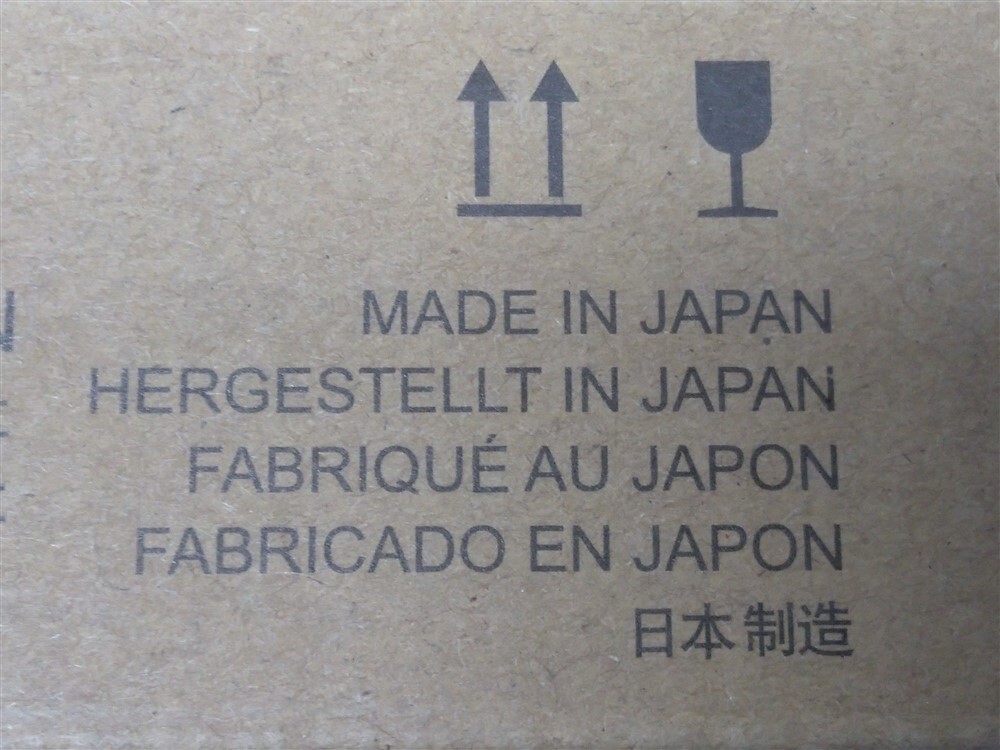 MADE IN JAPAN
HERGESTELLT IN JAPAN
FABRIQUÉ AU JAPON
FABRICADO EN JAPON
日本制造